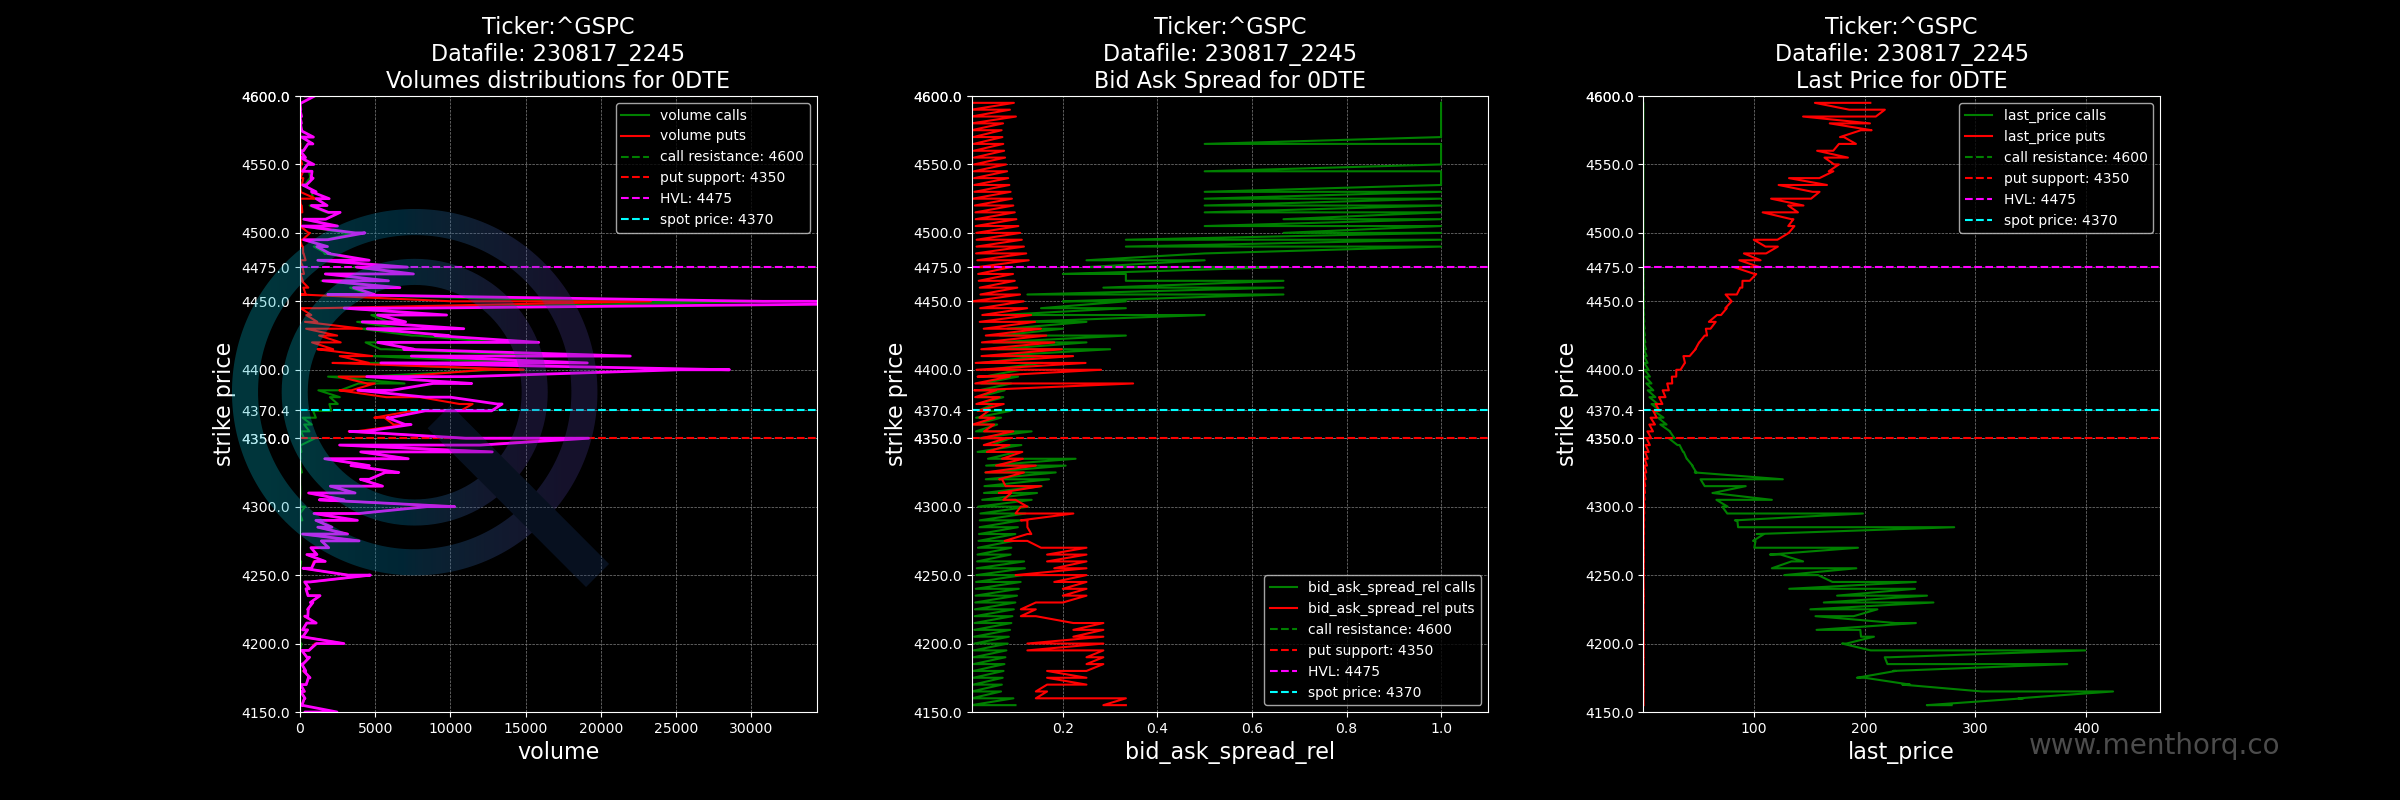 Ticker:^GSPC
Datafile: 230817_2245
Volumes distributions for 0DTE
4600.0
4550.0
4500.0
4475.0
4450.0
4400.0
4370.4
4350.0
4300.0
4250.0
4200.0
4150.0
strike price
volume calls
volume puts
call resistance: 4600
put support: 4350
HVL: 4475
spot price: 4370
0 5000 10000 15000 20000 25000 30000
volume
Ticker:^GSPC
Datafile: 230817_2245
Bid Ask Spread for 0DTE
4600.0
4550.0
4500.0
4475.0
4450.0
4400.0
4370.4
4350.0
4300.0
4250.0
4200.0
4150.0
strike price
bid_ask_spread_rel calls
bid_ask_spread_rel puts
call resistance: 4600
put support: 4350
HVL: 4475
spot price: 4370
0.2 0.4 0.6 0.8 1.0
bid_ask_spread_rel
Ticker:^GSPC
Datafile: 230817_2245
Last Price for 0DTE
4600.0
4550.0
4500.0
4475.0
4450.0
4400.0
4370.4
4350.0
4300.0
4250.0
4200.0
4150.0
strike price
last_price calls
last_price puts
call resistance: 4600
put support: 4350
HVL: 4475
spot price: 4370
100 200 300 400
last_price
www.menthorq.co